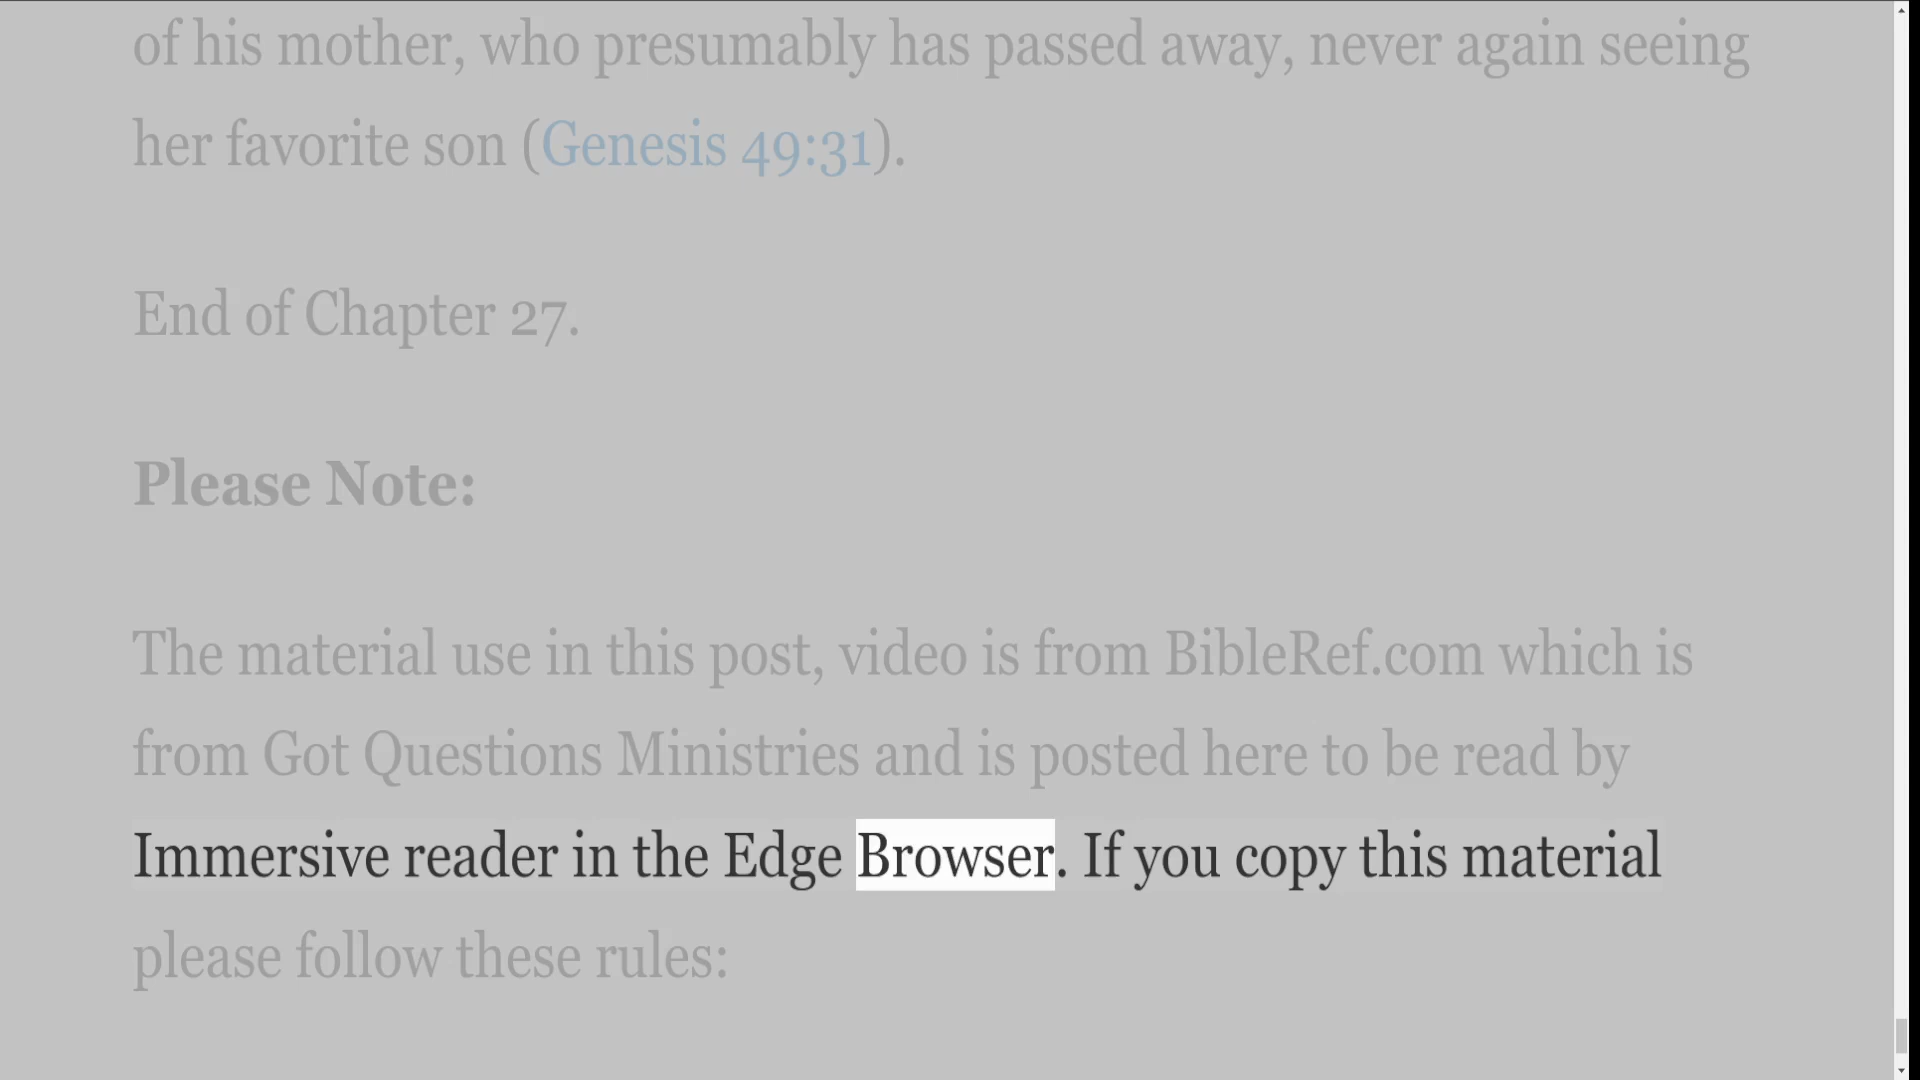 of his mother, who presumably has passed away, never again seeing
her favorite son (Genesis 49:31).
End of Chapter 27.
Please Note:
The material use in this post, video is from BibleRef.com which is
from Got Questions Ministries and is posted here to be read by
Immersive reader in the Edge Browser. If you copy this material
please follow these rules: